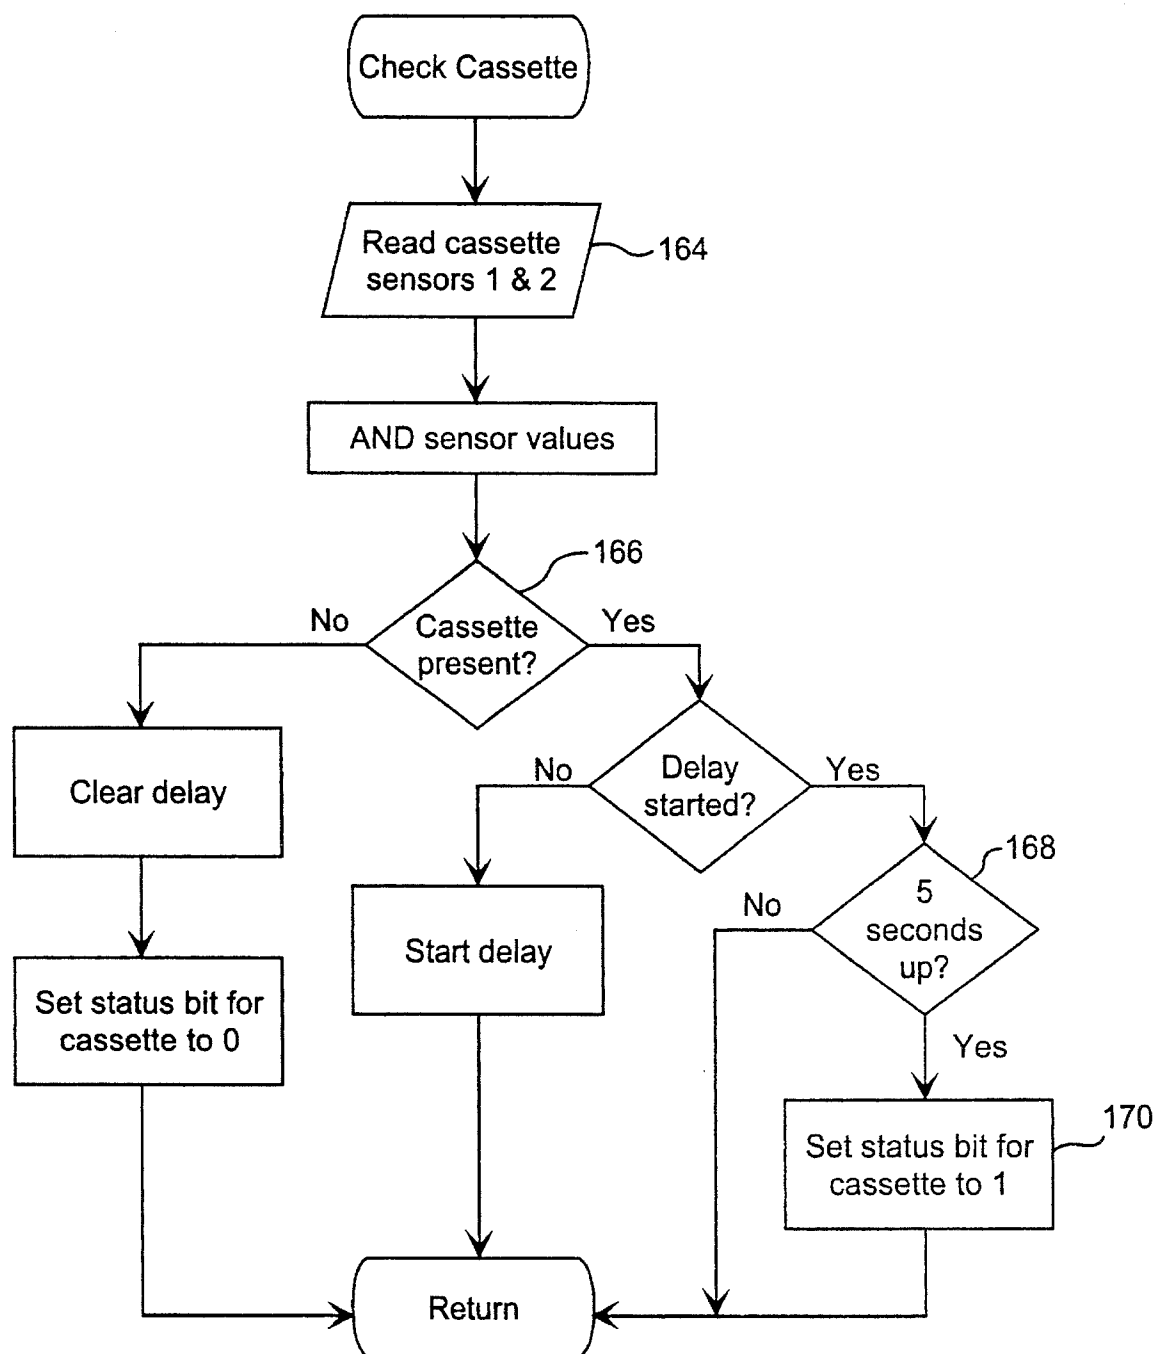 Check Cassette
Read cassette
sensors 1 & 2
164
AND sensor values
166
No
Yes
Cassette
present?
Clear delay
No
Yes
Delay
started?
168
Set status bit for
cassette to 0
Start delay
No
5
seconds
up?
Yes
170
Set status bit for
cassette to 1
Return